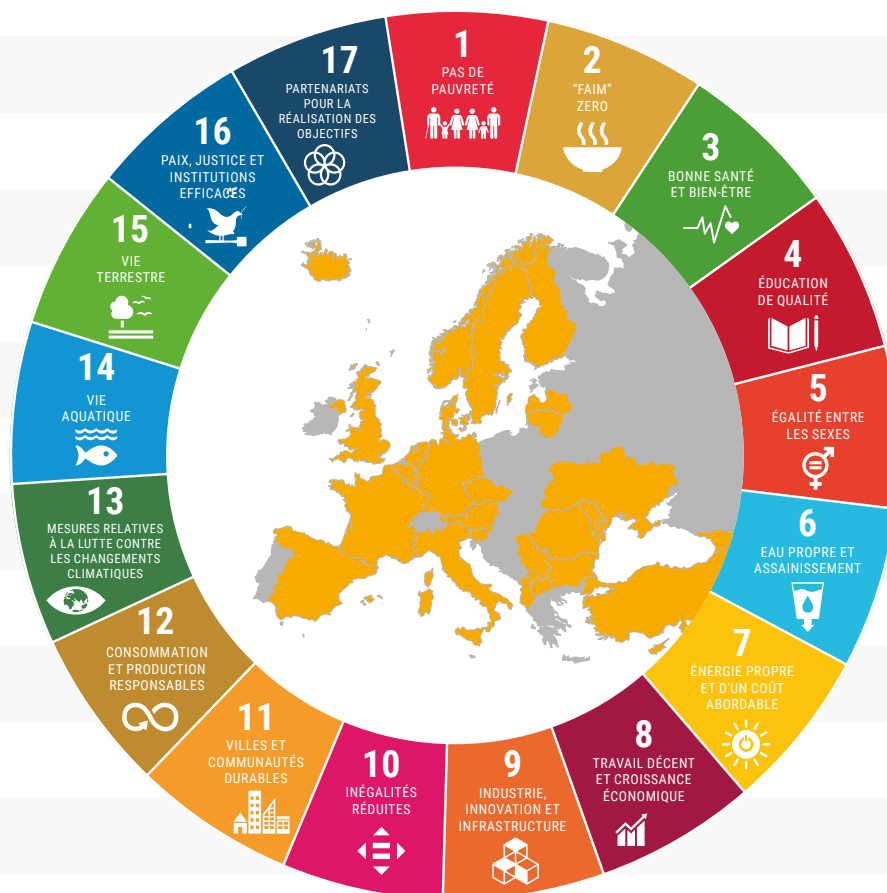 1
PAS DE
PAUVRETÉ
2
"FAIM"
ZERO
3
BONNE SANTÉ
ET BIEN-ÊTRE
4
ÉDUCATION
DE QUALITÉ
5
ÉGALITÉ ENTRE
LES SEXES
6
EAU PROPRE ET
ASSAINISSEMENT
7
ÉNERGIE PROPRE
ET D'UN COÛT
ABORDABLE
8
TRAVAIL DÉCENT
ET CROISSANCE
ÉCONOMIQUE
9
INDUSTRIE,
INNOVATION ET
INFRASTRUCTURE
10
INÉGALITÉS
RÉDUITES
11
VILLES ET
COMMUNAUTÉS
DURABLES
12
CONSOMMATION
ET PRODUCTION
RESPONSABLES
13
MESURES RELATIVES
À LA LUTTE CONTRE
LES CHANGEMENTS
CLIMATIQUES
14
VIE
AQUATIQUE
15
VIE
TERRESTRE
16
PAIX, JUSTICE ET
INSTITUTIONS
EFFICACES
17
PARTENARIATS
POUR LA
RÉALISATION DES
OBJECTIFS